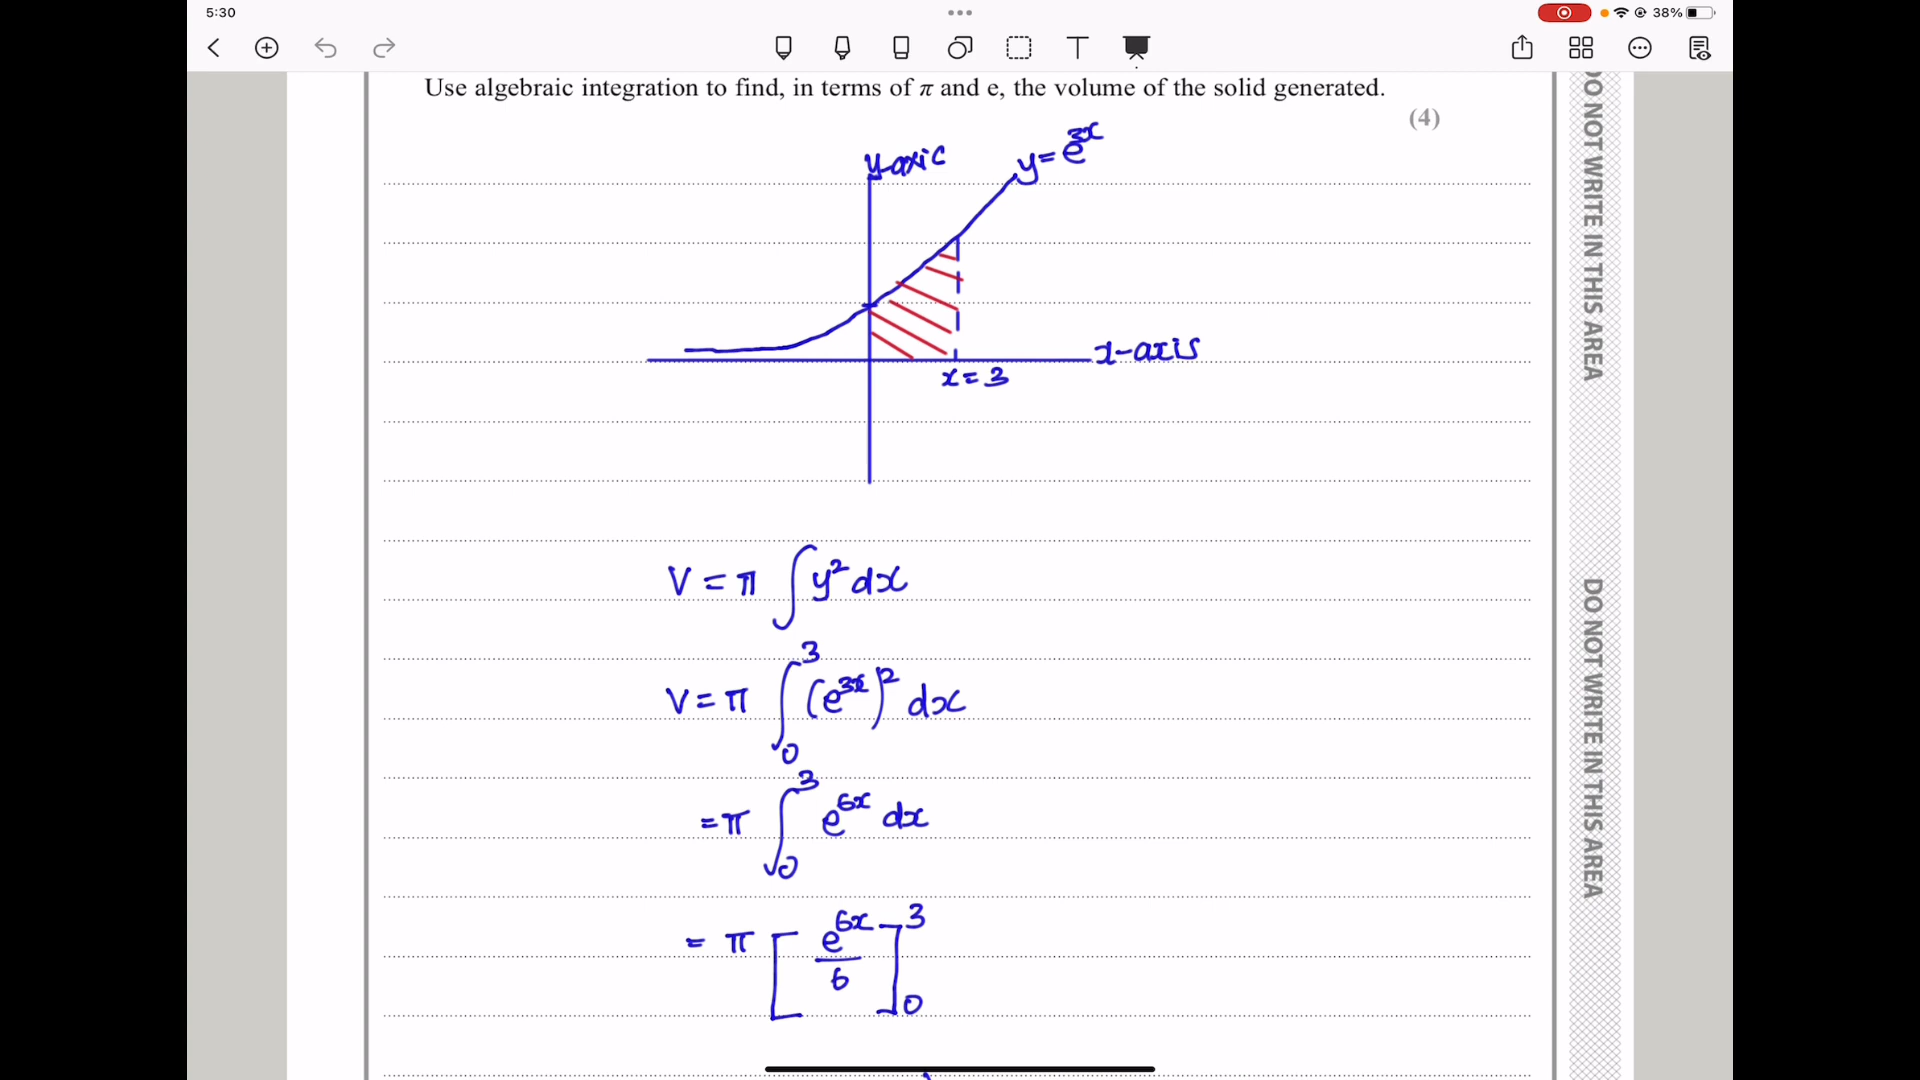 5:30
38%
Use algebraic integration to find, in terms of π and e, the volume of the solid generated.
(4)
y-axis
y=e^3x
x-axis
x=3
V = π ∫ y² dx
V = π ∫₀³ (e^3x)² dx
= π ∫₀³ e^6x dx
= π [ e^6x / 6 ]₀³
DO NOT WRITE IN THIS AREA
DO NOT WRITE IN THIS AREA